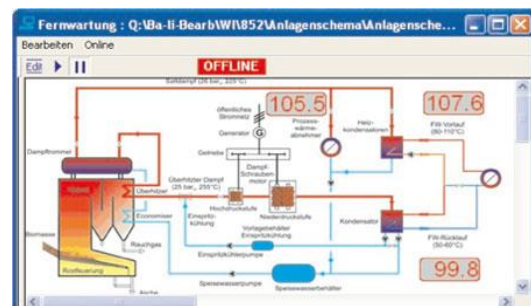 Fernwartung : Q:\Ba-li-Bearb\WI\852\Anlagenschema\Anlagensche...
Bearbeiten Online
Edit
OFFLINE
Sattdampf (26 bar, 225°C)
öffentliches
Stromnetz
105.5
107.6
Generator
G
Prozess-
wärme-
abnehmer
Heiz-
kondensatoren
FW-Vorlauf
(80-110°C)
Dampftrommel
Getriebe
Dampf-
Schrauben-
motor
Überhitzer
Überhitzter Dampf
(25 bar, 255°C)
Hochdruckstufe
Niederdruckstufe
Economiser
Einspritz-
kühlung
Kondensator
Biomasse
Rauchgas
Vorlagebehälter
Einspritzkühlung
FW-Rücklauf
(50-60°C)
Einspritzkühlerpumpe
Rostfeuerung
99.8
Speisewasserpumpe
Speisewasserbehälter
Asche